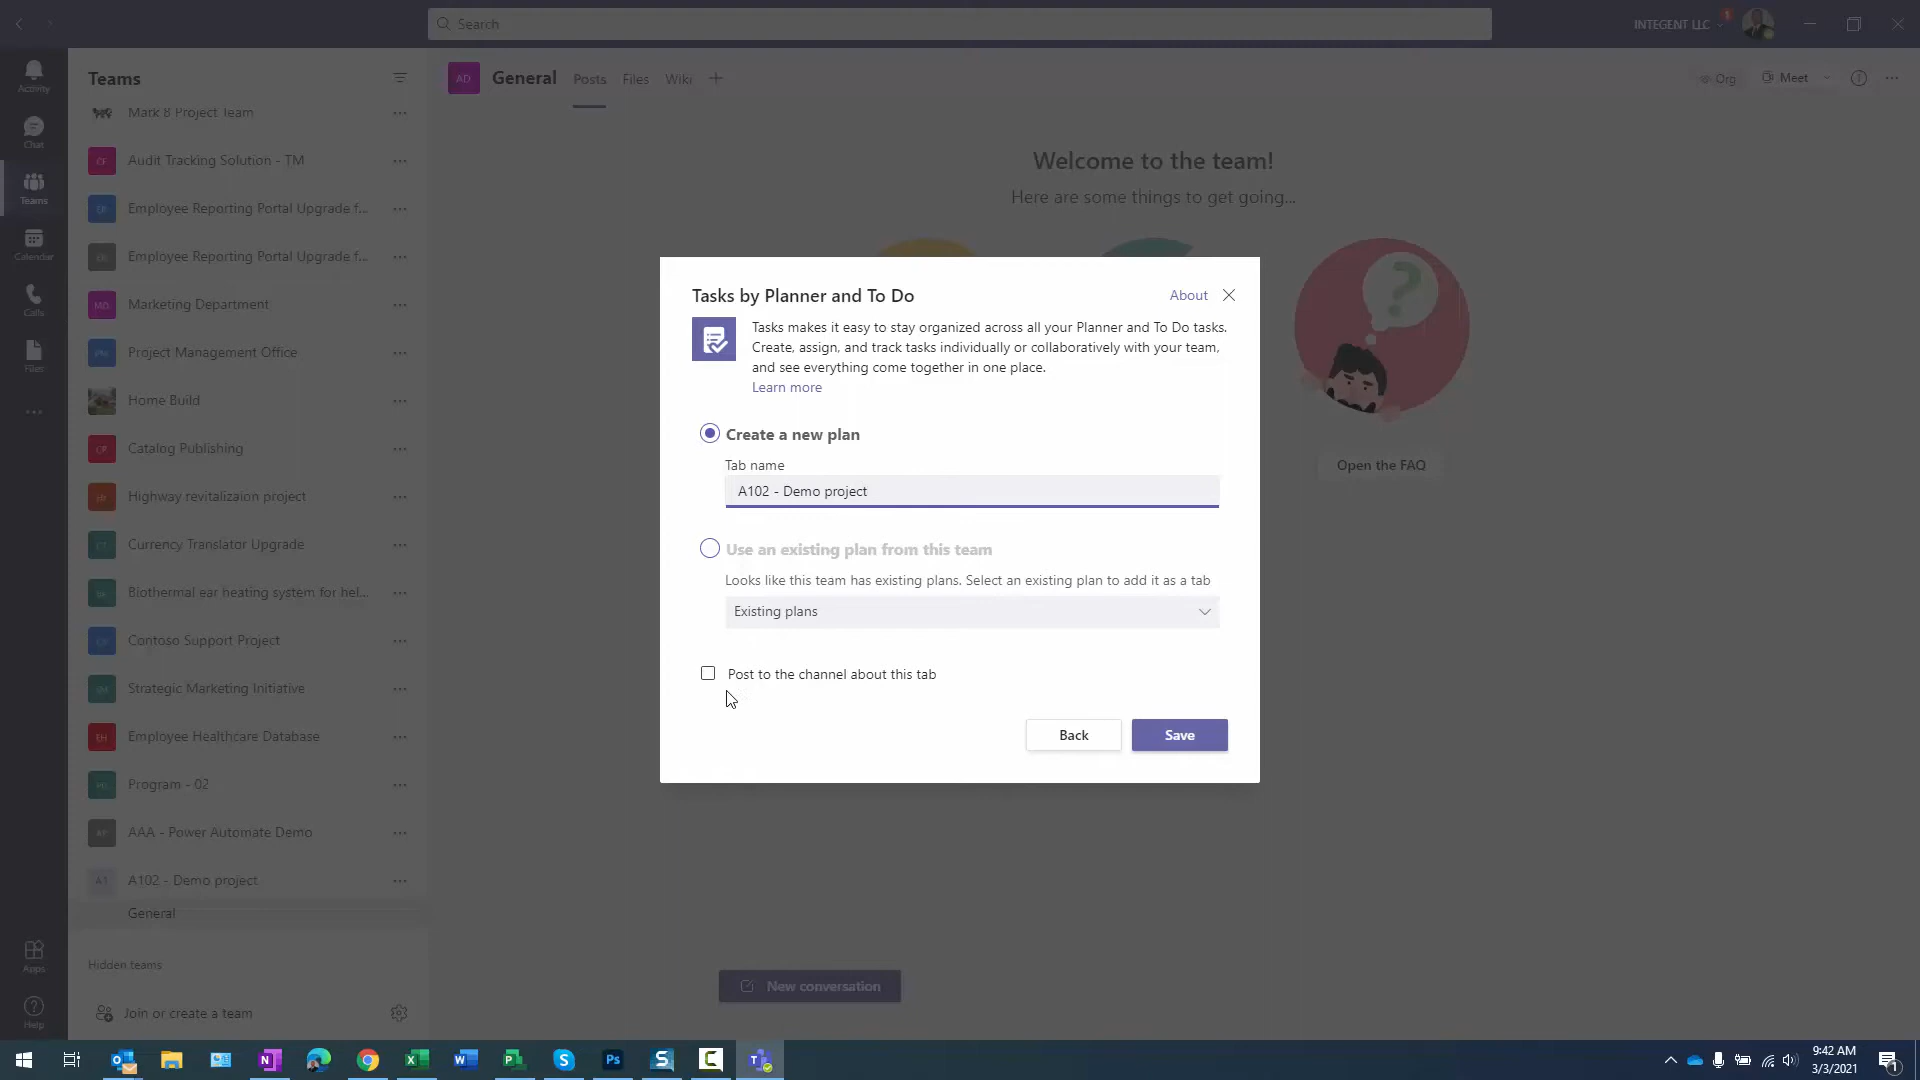 Search
INTEGENT LLC
1
Activity
Chat
Teams
Calendar
Calls
Files
Apps
Help
Teams
Mark 8 Project Team
Audit Tracking Solution - TM
Employee Reporting Portal Upgrade f...
Employee Reporting Portal Upgrade f...
Marketing Department
Project Management Office
Home Build
Catalog Publishing
Highway revitalizaion project
Currency Translator Upgrade
Biothermal ear heating system for hel...
Contoso Support Project
Strategic Marketing Initiative
Employee Healthcare Database
Program - 02
AAA - Power Automate Demo
A1 A102 - Demo project
General
Hidden teams
Join or create a team
AD General Posts Files Wiki
Org Meet
Welcome to the team!
Here are some things to get going...
Open the FAQ
New conversation
Tasks by Planner and To Do
About
Tasks makes it easy to stay organized across all your Planner and To Do tasks.
Create, assign, and track tasks individually or collaboratively with your team,
and see everything come together in one place.
Learn more
Create a new plan
Tab name
A102 - Demo project
Use an existing plan from this team
Looks like this team has existing plans. Select an existing plan to add it as a tab
Existing plans
Post to the channel about this tab
Back
Save
9:42 AM
3/3/2021
1